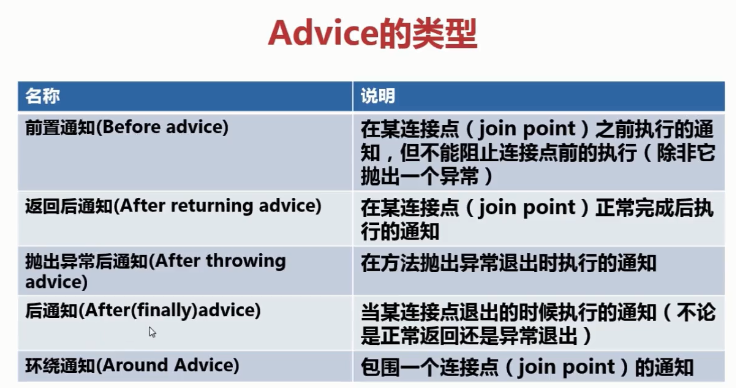 Advice的类型
名称
说明
前置通知(Before advice)
在某连接点（join point）之前执行的通
知，但不能阻止连接点前的执行（除非它
抛出一个异常）
返回后通知(After returning advice)
在某连接点（join point）正常完成后执
行的通知
抛出异常后通知(After throwing
advice)
在方法抛出异常退出时执行的通知
后通知(After(finally)advice)
当某连接点退出的时候执行的通知（不论
是正常返回还是异常退出）
环绕通知(Around Advice)
包围一个连接点（join point）的通知